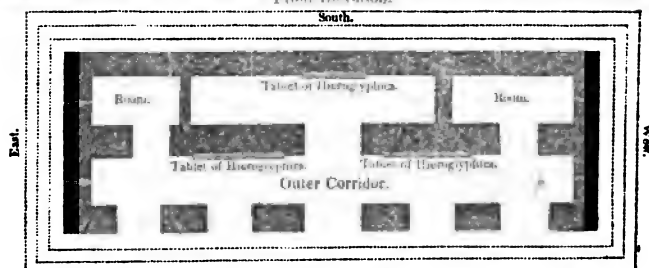 South.
Tablet of Hieroglyphics.
Room.
Room.
East.
Tablet of Hieroglyphics.
Tablet of Hieroglyphics.
Outer Corridor.